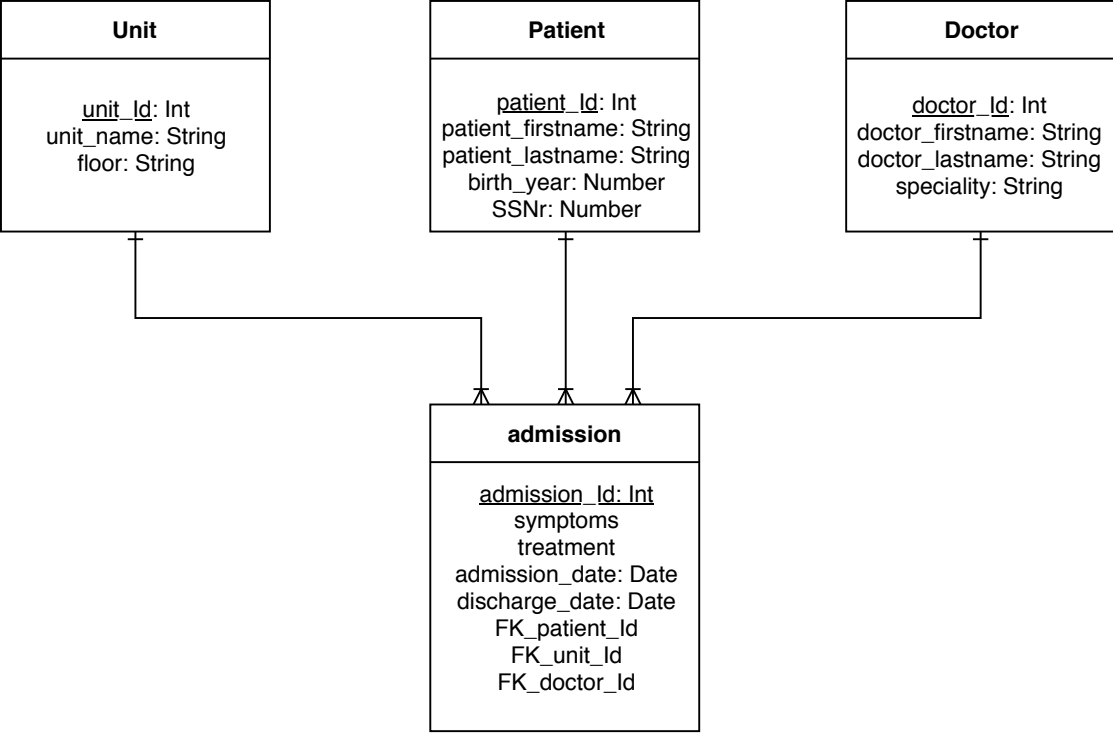 Unit
unit_Id: Int
unit_name: String
floor: String
Patient
patient_Id: Int
patient_firstname: String
patient_lastname: String
birth_year: Number
SSNr: Number
Doctor
doctor_Id: Int
doctor_firstname: String
doctor_lastname: String
speciality: String
admission
admission_Id: Int
symptoms
treatment
admission_date: Date
discharge_date: Date
FK_patient_Id
FK_unit_Id
FK_doctor_Id